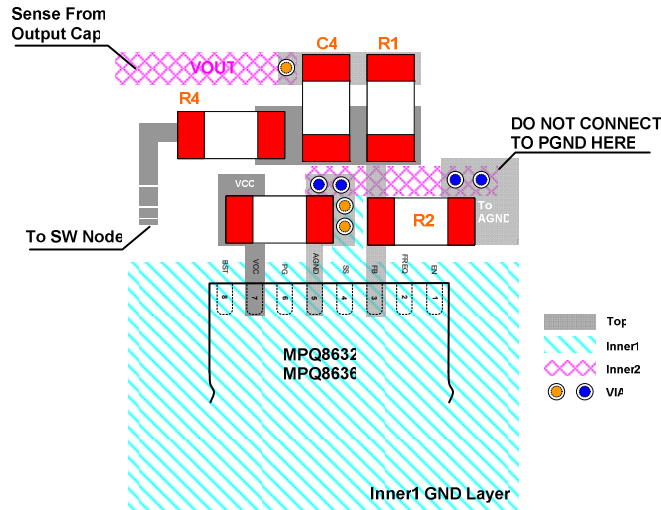 Sense From
Output Cap
C4
R1
VOUT
R4
DO NOT CONNECT
TO PGND HERE
VCC
R2
To
AGND
To SW Node
BST
VCC
PG
AGND
SS
FB
FREQ
EN
8
7
6
5
4
3
2
1
MPQ8632
MPQ8636
Top
Inner1
Inner2
VIA
Inner1 GND Layer